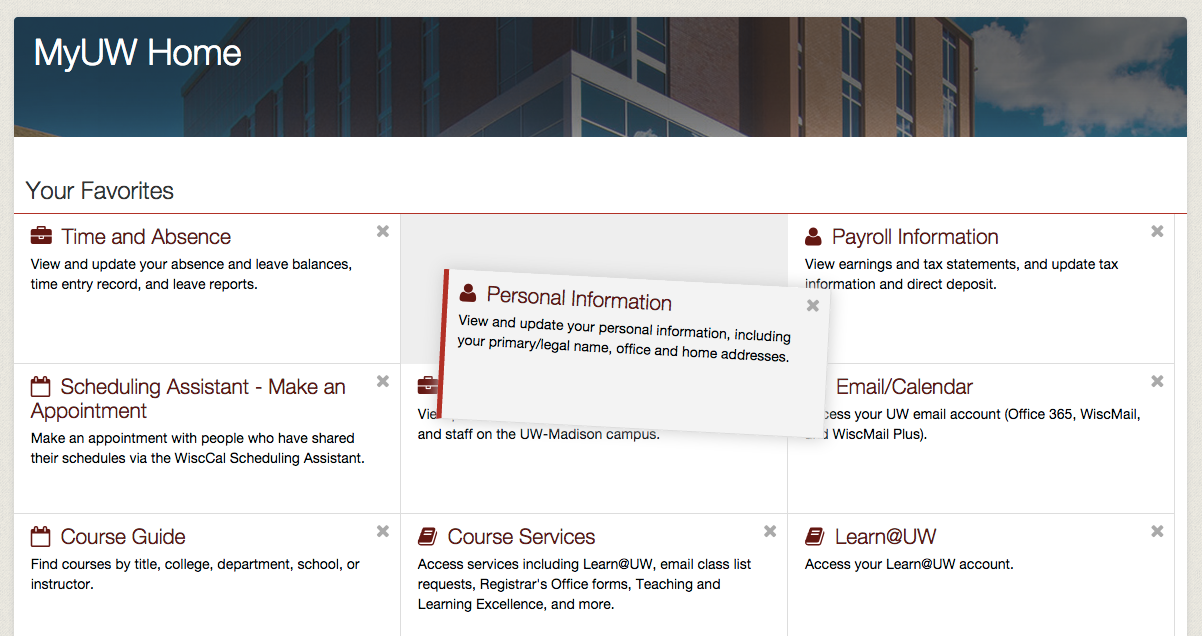 MyUW Home
Your Favorites
Time and Absence
View and update your absence and leave balances,
time entry record, and leave reports.
Personal Information
View and update your personal information, including
your primary/legal name, office and home addresses.
Payroll Information
View earnings and tax statements, and update tax
information and direct deposit.
Scheduling Assistant - Make an
Appointment
Make an appointment with people who have shared
their schedules via the WiscCal Scheduling Assistant.
and staff on the UW-Madison campus.
Email/Calendar
your UW email account (Office 365, WiscMail,
WiscMail Plus).
Course Guide
Find courses by title, college, department, school, or
instructor.
Course Services
Access services including Learn@UW, email class list
requests, Registrar's Office forms, Teaching and
Learning Excellence, and more.
Learn@UW
Access your Learn@UW account.